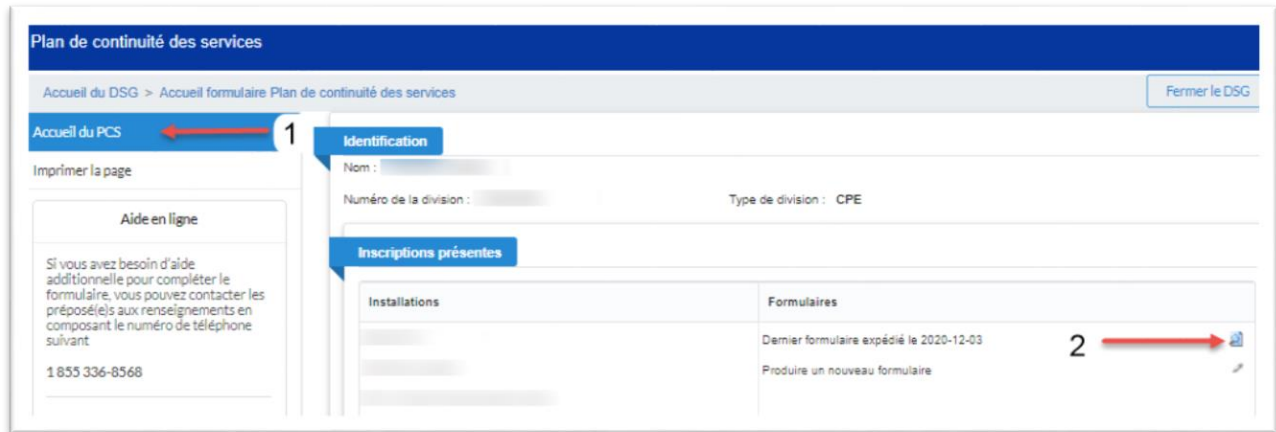 Plan de continuité des services
Accueil du DSG > Accueil formulaire Plan de continuité des services
Fermer le DSG
Accueil du PCS
1
Imprimer la page
Aide en ligne
Si vous avez besoin d'aide
additionnelle pour compléter le
formulaire, vous pouvez contacter les
préposé(e)s aux renseignements en
composant le numéro de téléphone
suivant
1 855 336-8568
Identification
Nom :
Numéro de la division :
Type de division : CPE
Inscriptions présentes
Installations
Formulaires
Dernier formulaire expédié le 2020-12-03
2
Produire un nouveau formulaire